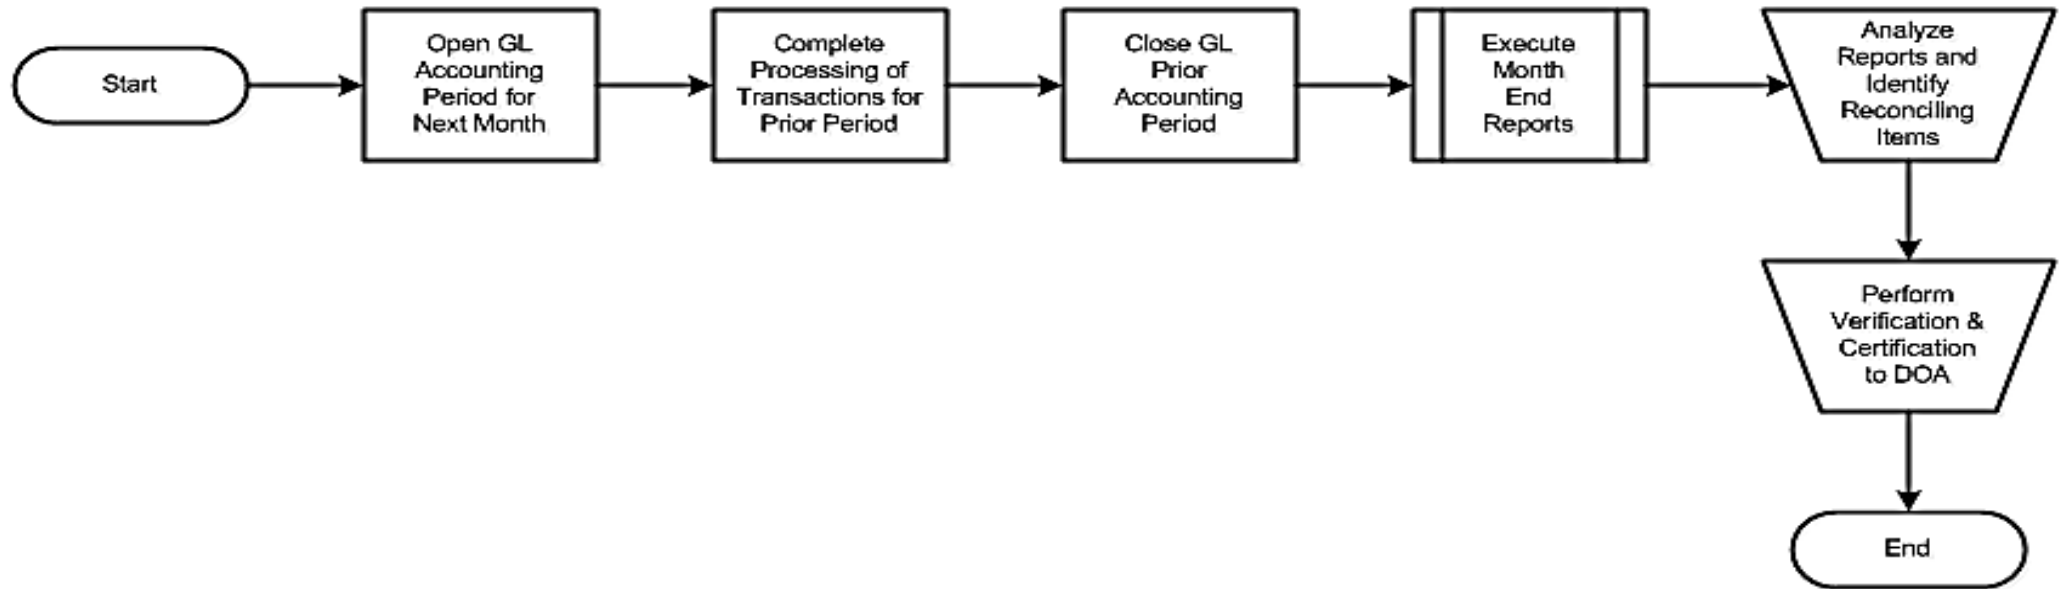 Start
Open GL
Accounting
Period for
Next Month
Complete
Processing of
Transactions for
Prior Period
Close GL
Prior
Accounting
Period
Execute
Month
End
Reports
Analyze
Reports and
Identify
Reconciling
Items
Perform
Verification &
Certification
to DOA
End